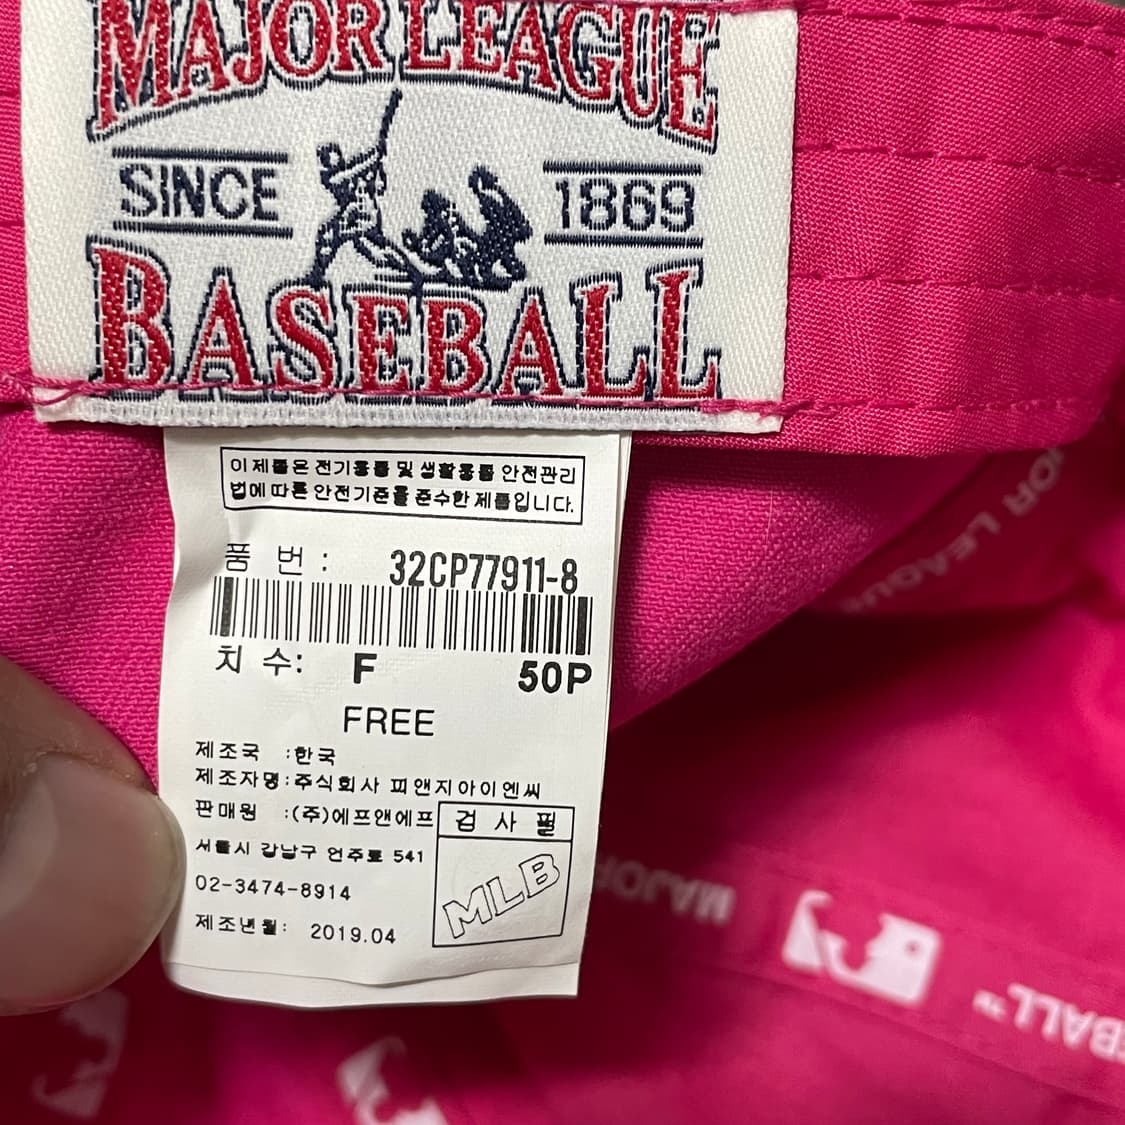 MAJOR LEAGUE
SINCE 1869
BASEBALL
이 제품은 전기용품 및 생활용품 안전관리
법에 따른 안전기준을 준수한 제품입니다.
품 번 : 32CP77911-8
치 수: F 50P
FREE
제조국 :한국
제조자명:주식회사 피앤지아이엔씨
판매원 :(주)에프앤에프
검 사 필
서울시 강남구 언주로 541
MLB
02-3474-8914
제조년월: 2019.04
JOR LEAGU
MAJOR
BALL™